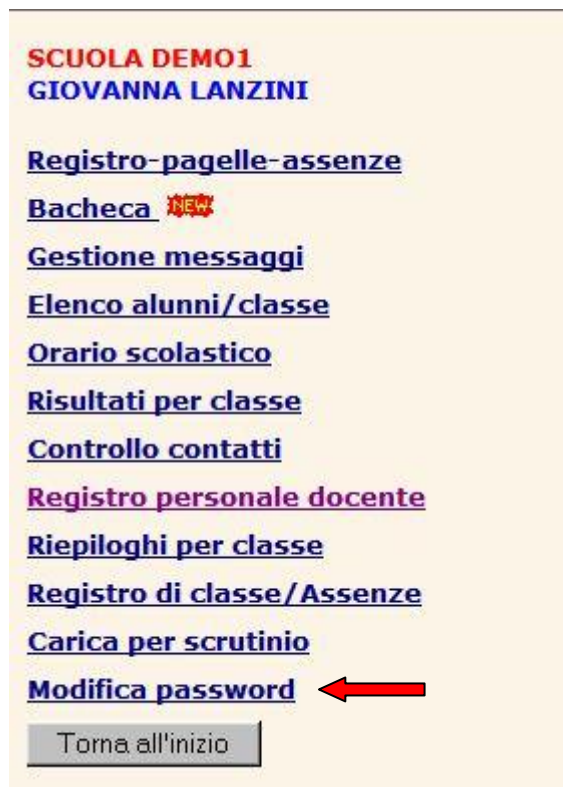 SCUOLA DEMO1
GIOVANNA LANZINI
Registro-pagelle-assenze
Bacheca NEW
Gestione messaggi
Elenco alunni/classe
Orario scolastico
Risultati per classe
Controllo contatti
Registro personale docente
Riepiloghi per classe
Registro di classe/Assenze
Carica per scrutinio
Modifica password
Torna all'inizio